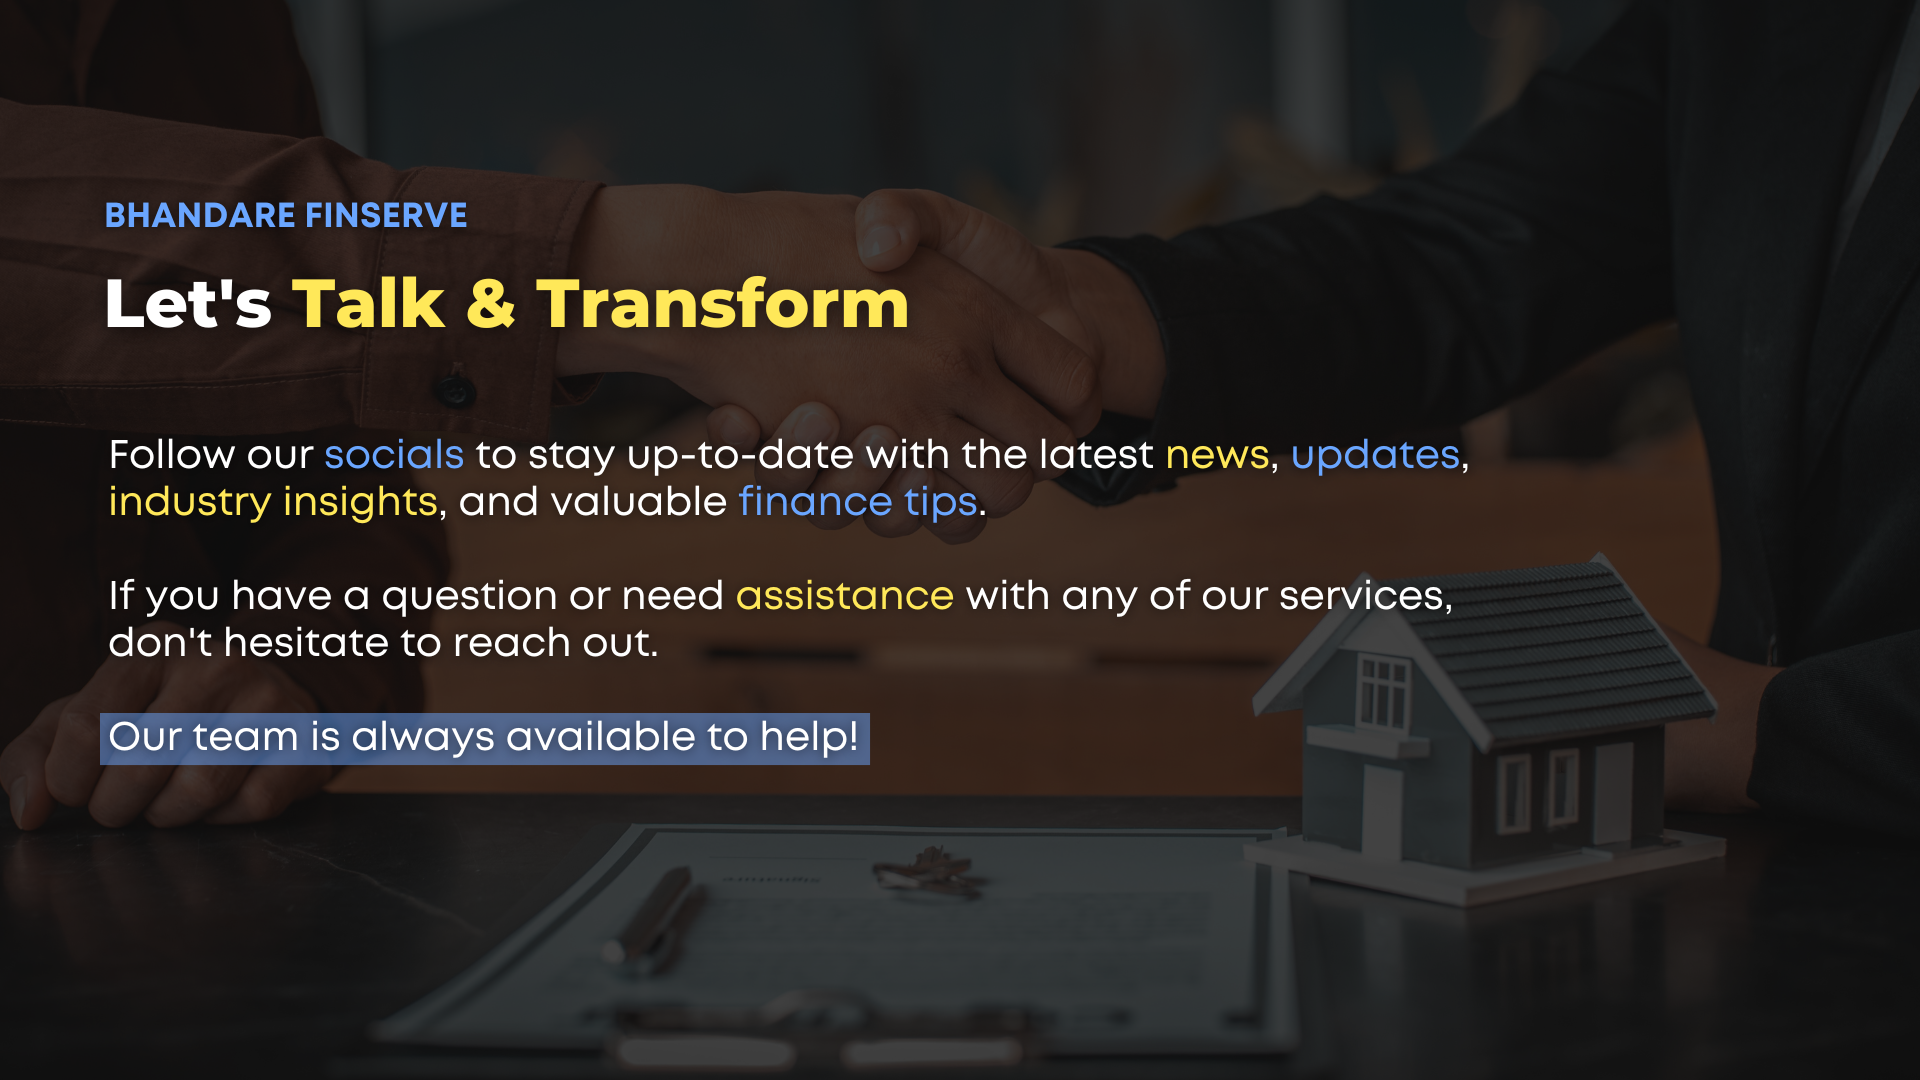 BHANDARE FINSERVE
Let's Talk & Transform
Follow our socials to stay up-to-date with the latest news, updates,
industry insights, and valuable finance tips.
If you have a question or need assistance with any of our services,
don't hesitate to reach out.
Our team is always available to help!